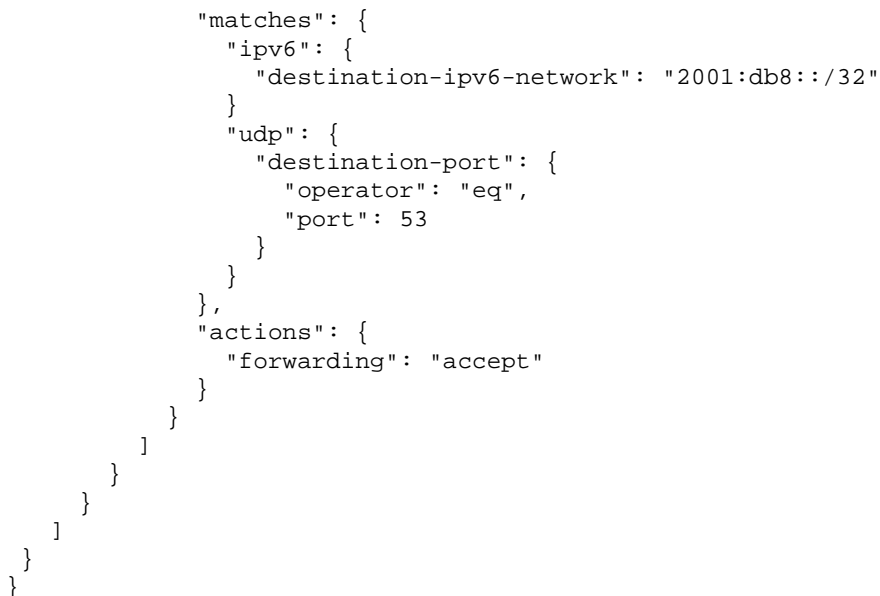 "matches": {
"ipv6": {
"destination-ipv6-network": "2001:db8::/32"
}
"udp": {
"destination-port": {
"operator": "eq",
"port": 53
}
}
},
"actions": {
"forwarding": "accept"
}
}
]
}
}
]
}
}